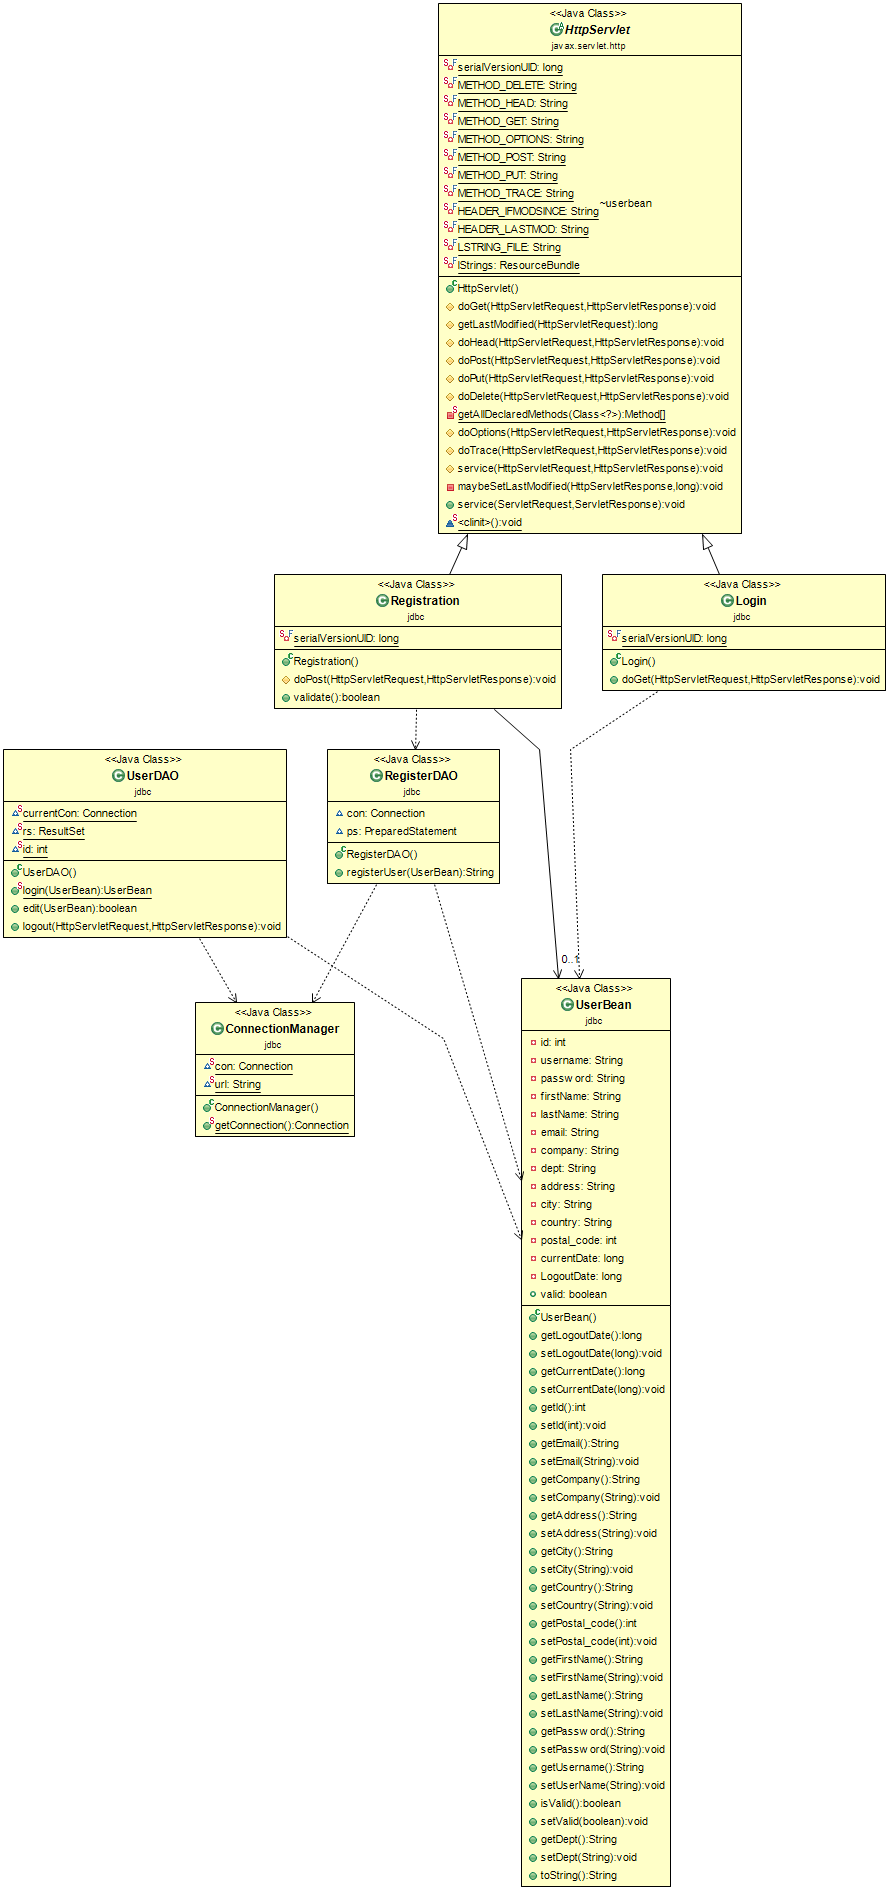 <<Java Class>>
HttpServlet
javax.servlet.http
serialVersionUID: long
METHOD_DELETE: String
METHOD_HEAD: String
METHOD_GET: String
METHOD_OPTIONS: String
METHOD_POST: String
METHOD_PUT: String
METHOD_TRACE: String
~userbean
HEADER_IFMODSINCE: String
HEADER_LASTMOD: String
LSTRING_FILE: String
lStrings: ResourceBundle
HttpServlet()
doGet(HttpServletRequest,HttpServletResponse):void
getLastModified(HttpServletRequest):long
doHead(HttpServletRequest,HttpServletResponse):void
doPost(HttpServletRequest,HttpServletResponse):void
doPut(HttpServletRequest,HttpServletResponse):void
doDelete(HttpServletRequest,HttpServletResponse):void
getAllDeclaredMethods(Class<?>):Method[]
doOptions(HttpServletRequest,HttpServletResponse):void
doTrace(HttpServletRequest,HttpServletResponse):void
service(HttpServletRequest,HttpServletResponse):void
maybeSetLastModified(HttpServletResponse,long):void
service(ServletRequest,ServletResponse):void
<clinit>():void
<<Java Class>>
Registration
jdbc
serialVersionUID: long
Registration()
doPost(HttpServletRequest,HttpServletResponse):void
validate():boolean
<<Java Class>>
Login
jdbc
serialVersionUID: long
Login()
doGet(HttpServletRequest,HttpServletResponse):void
<<Java Class>>
UserDAO
jdbc
currentCon: Connection
rs: ResultSet
id: int
UserDAO()
login(UserBean):UserBean
edit(UserBean):boolean
logout(HttpServletRequest,HttpServletResponse):void
<<Java Class>>
RegisterDAO
jdbc
con: Connection
ps: PreparedStatement
RegisterDAO()
registerUser(UserBean):String
0..1
<<Java Class>>
ConnectionManager
jdbc
con: Connection
url: String
ConnectionManager()
getConnection():Connection
<<Java Class>>
UserBean
jdbc
id: int
username: String
password: String
firstName: String
lastName: String
email: String
company: String
dept: String
address: String
city: String
country: String
postal_code: int
currentDate: long
LogoutDate: long
valid: boolean
UserBean()
getLogoutDate():long
setLogoutDate(long):void
getCurrentDate():long
setCurrentDate(long):void
getId():int
setId(int):void
getEmail():String
setEmail(String):void
getCompany():String
setCompany(String):void
getAddress():String
setAddress(String):void
getCity():String
setCity(String):void
getCountry():String
setCountry(String):void
getPostal_code():int
setPostal_code(int):void
getFirstName():String
setFirstName(String):void
getLastName():String
setLastName(String):void
getPassword():String
setPassword(String):void
getUsername():String
setUserName(String):void
isValid():boolean
setValid(boolean):void
getDept():String
setDept(String):void
toString():String